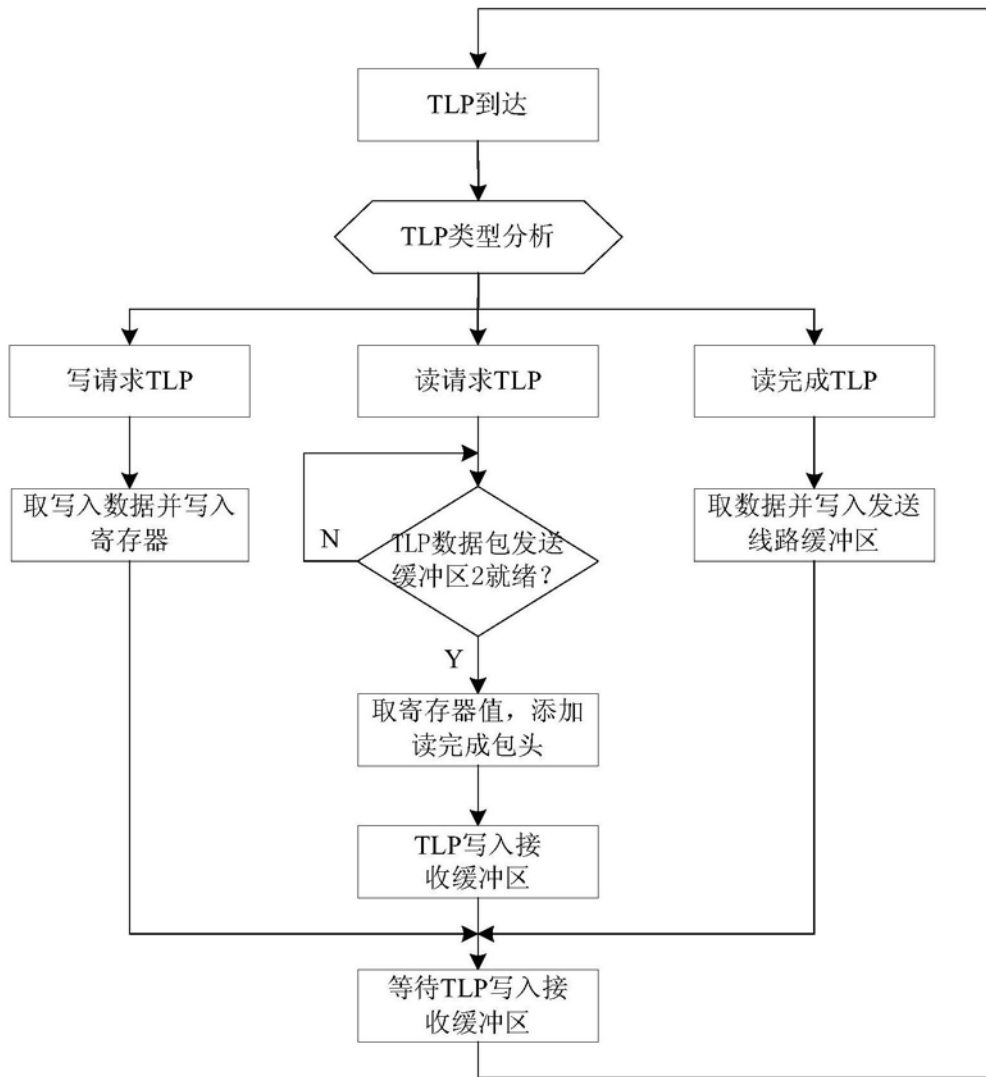 TLP到达
TLP类型分析
写请求TLP
读请求TLP
读完成TLP
取写入数据并写入
寄存器
N
TLP数据包发送
缓冲区2就绪？
取数据并写入发送
线路缓冲区
Y
取寄存器值，添加
读完成包头
TLP写入接
收缓冲区
等待TLP写入接
收缓冲区